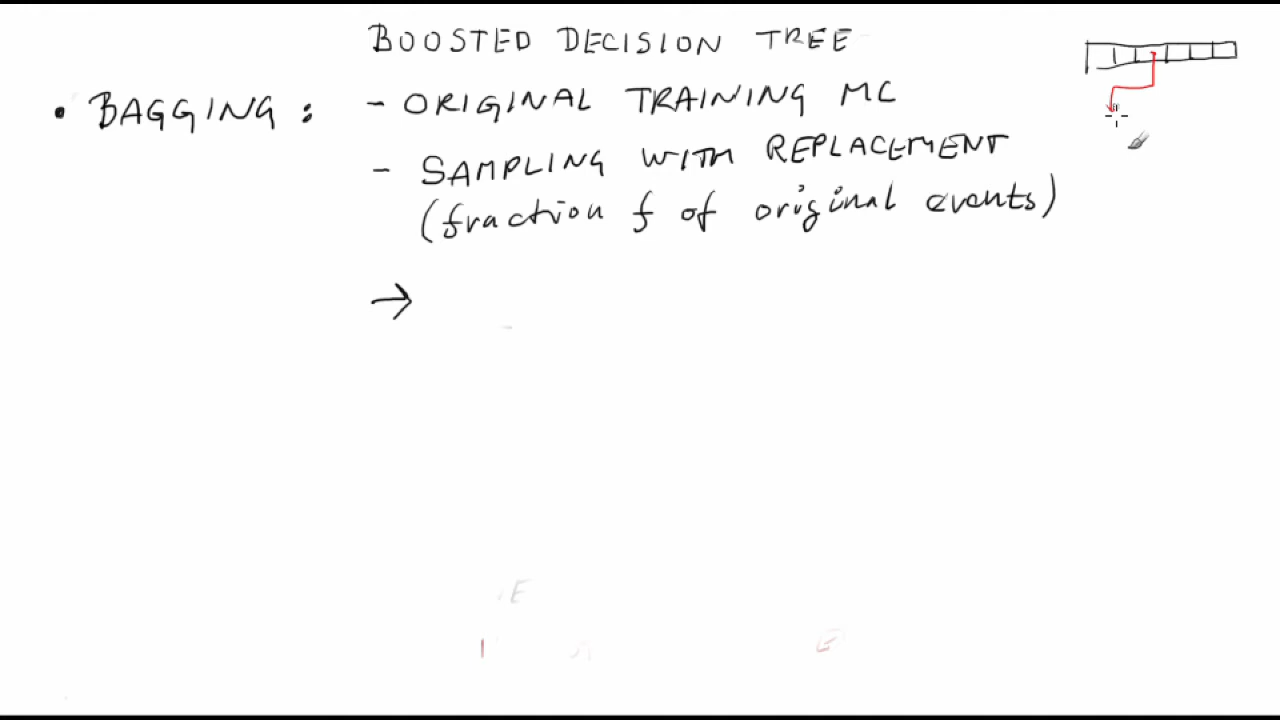 BOOSTED DECISION TREE
• BAGGING : - ORIGINAL TRAINING MC
- SAMPLING WITH REPLACEMENT
(fraction f of original events)
→